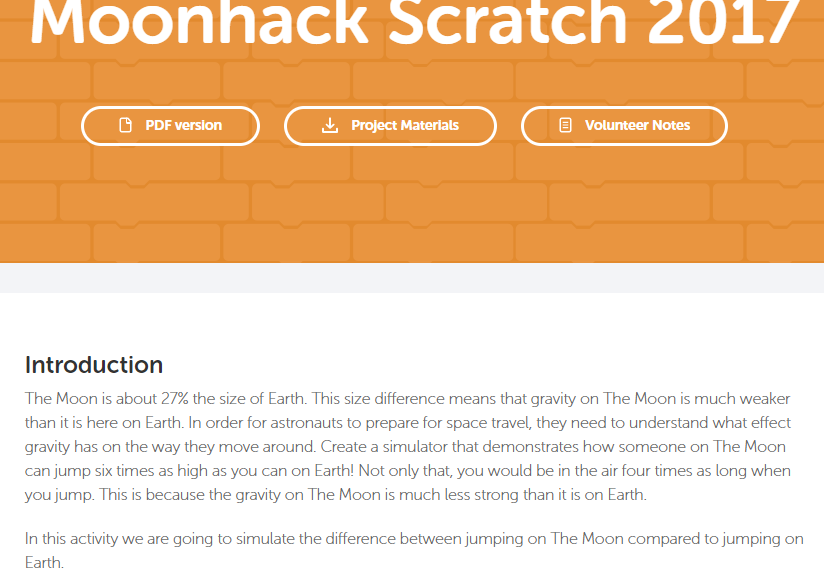 Moonhack Scratch 2017
PDF version
Project Materials
Volunteer Notes
Introduction
The Moon is about 27% the size of Earth. This size difference means that gravity on The Moon is much weaker
than it is here on Earth. In order for astronauts to prepare for space travel, they need to understand what effect
gravity has on the way they move around. Create a simulator that demonstrates how someone on The Moon
can jump six times as high as you can on Earth! Not only that, you would be in the air four times as long when
you jump. This is because the gravity on The Moon is much less strong than it is on Earth.
In this activity we are going to simulate the difference between jumping on The Moon compared to jumping on
Earth.